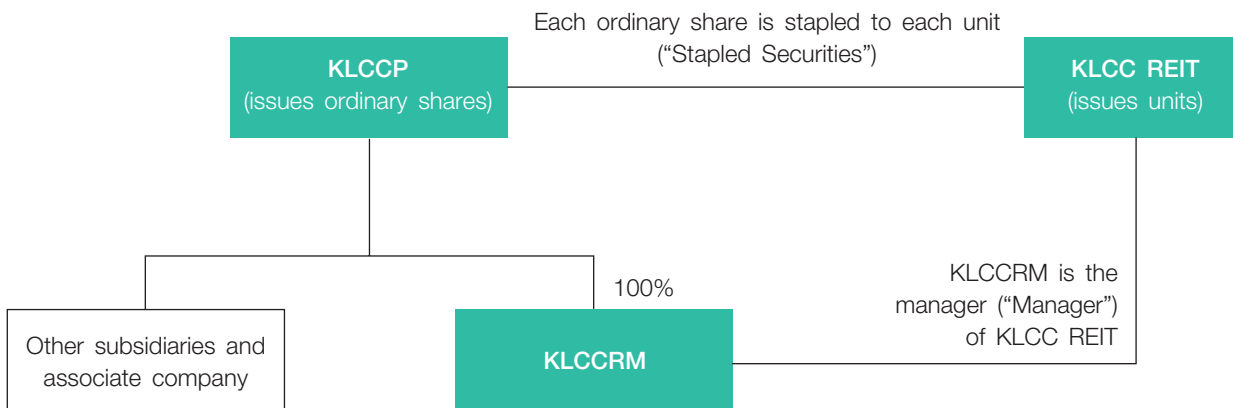 Each ordinary share is stapled to each unit
(“Stapled Securities”)
KLCCP
(issues ordinary shares)
KLCC REIT
(issues units)
100%
KLCCRM is the
manager (“Manager”)
of KLCC REIT
Other subsidiaries and
associate company
KLCCRM